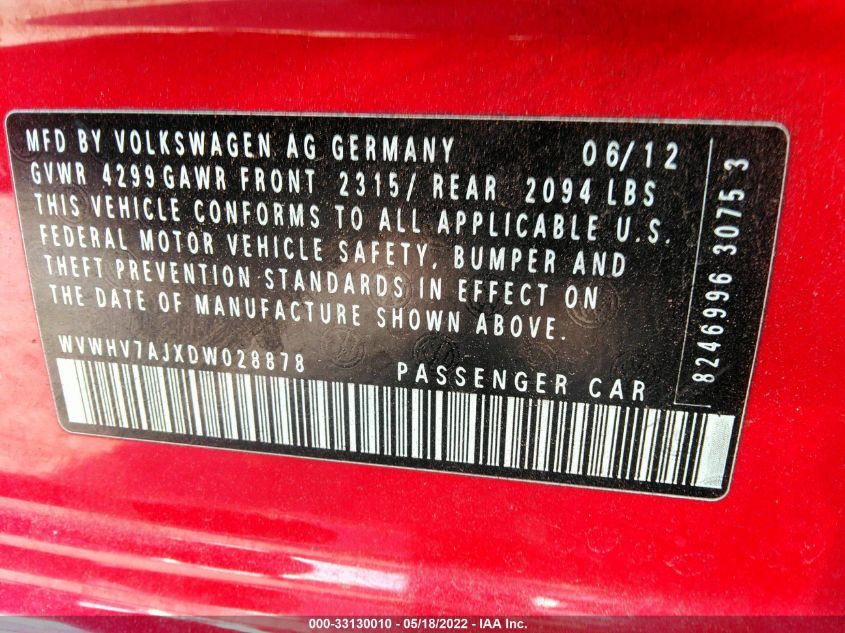 MFD BY VOLKSWAGEN AG GERMANY 06/12
GVWR 4299 GAWR FRONT 2315/ REAR 2094 LBS
THIS VEHICLE CONFORMS TO ALL APPLICABLE U.S.
FEDERAL MOTOR VEHICLE SAFETY, BUMPER AND
THEFT PREVENTION STANDARDS IN EFFECT ON
THE DATE OF MANUFACTURE SHOWN ABOVE.
WVWHV7AJXDW028878 PASSENGER CAR
8246996 3075 3
000-33130010 - 05/18/2022 - IAA Inc.